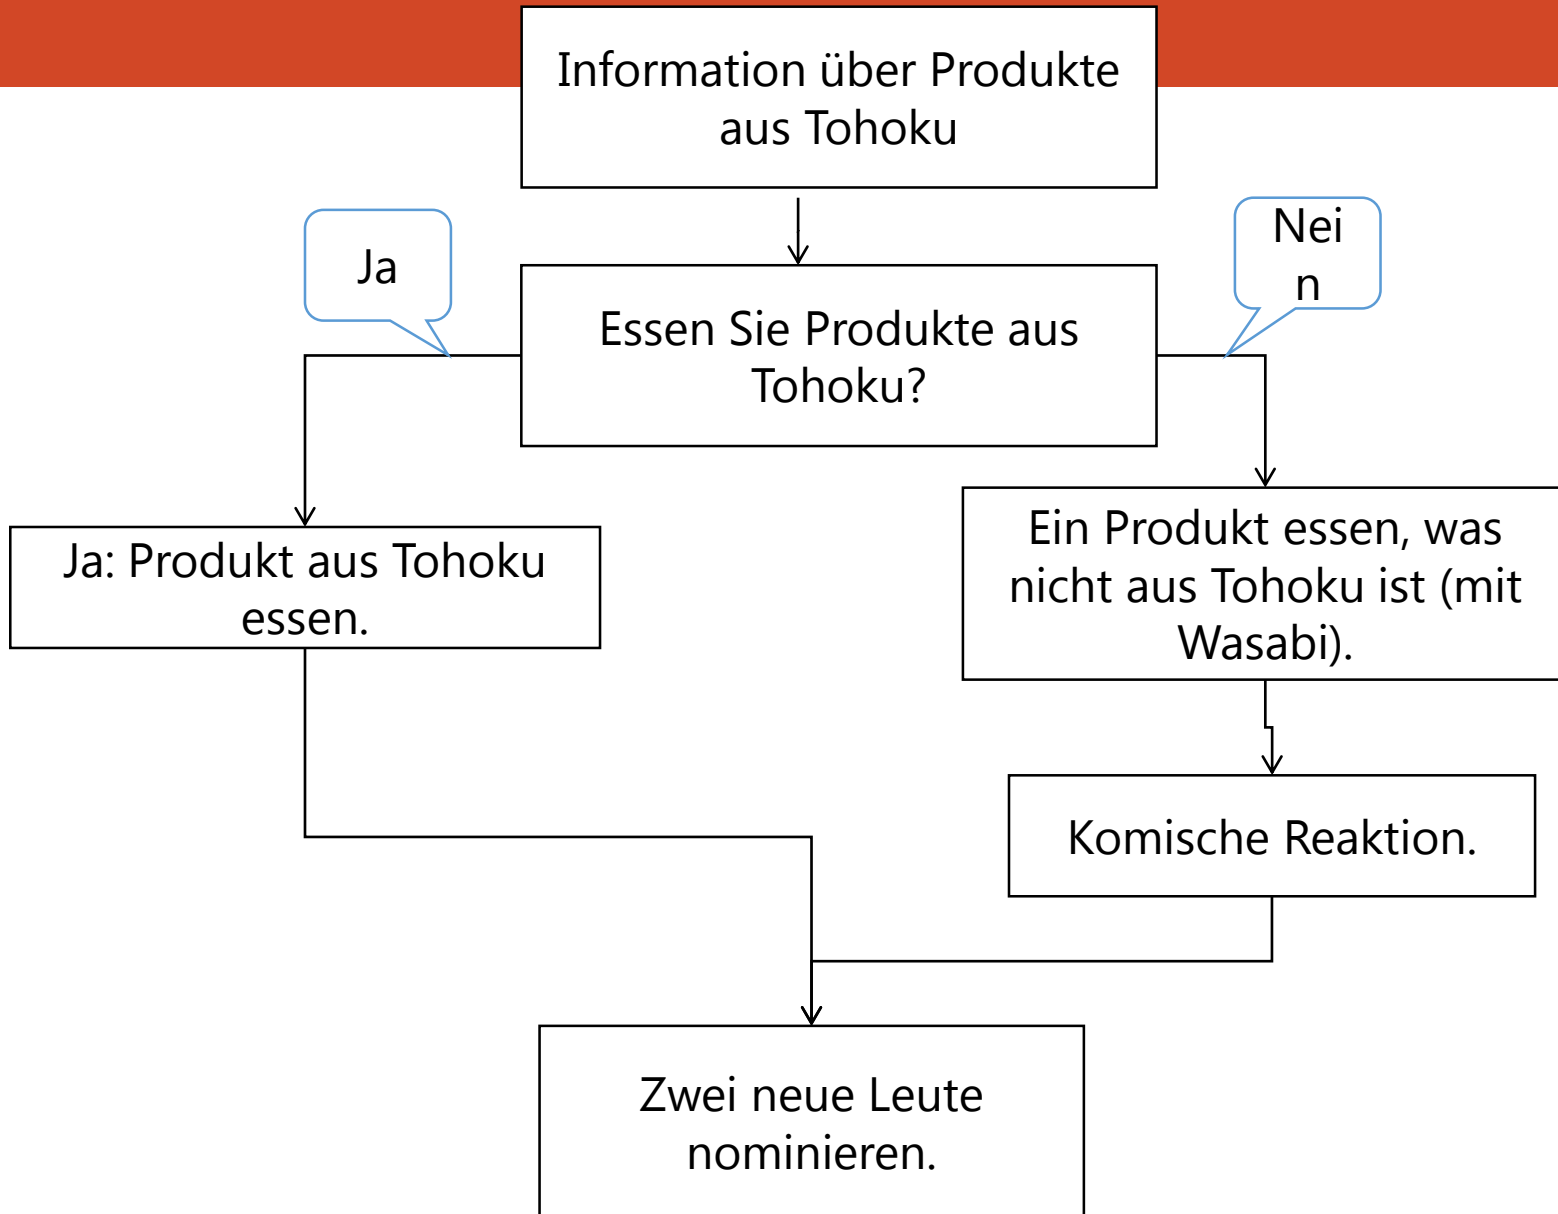 Information über Produkte
aus Tohoku
Ja
Nei
n
Essen Sie Produkte aus
Tohoku?
Ja: Produkt aus Tohoku
essen.
Ein Produkt essen, was
nicht aus Tohoku ist (mit
Wasabi).
Komische Reaktion.
Zwei neue Leute
nominieren.